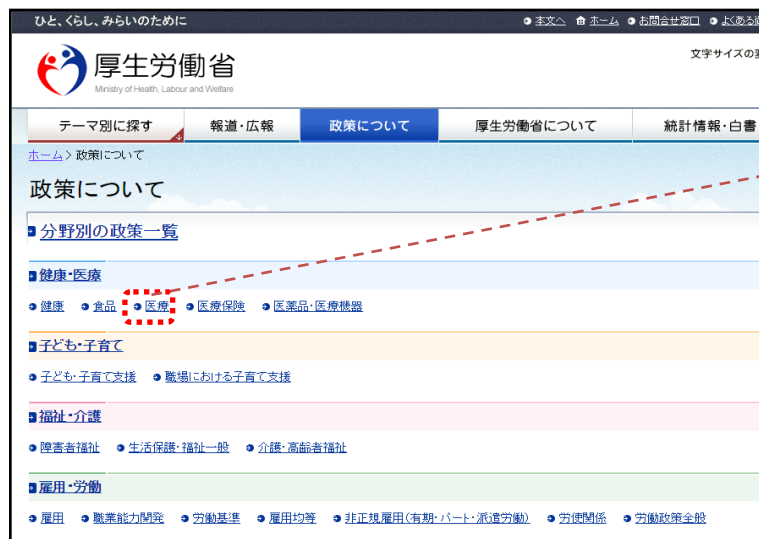 ひと、くらし、みらいのために 本文へ ホーム お問合せ窓口 よくある
厚生労働省
Ministry of Health, Labour and Welfare
文字サイズの変
テーマ別に探す 報道・広報 政策について 厚生労働省について 統計情報・白書
ホーム > 政策について
政策について
分野別の政策一覧
健康・医療
健康 食品 医療 医療保険 医薬品・医療機器
子ども・子育て
子ども・子育て支援 職場における子育て支援
福祉・介護
障害者福祉 生活保護・福祉一般 介護・高齢者福祉
雇用・労働
雇用 職業能力開発 労働基準 雇用均等 非正規雇用(有期・パート・派遣労働) 労使関係 労働政策全般